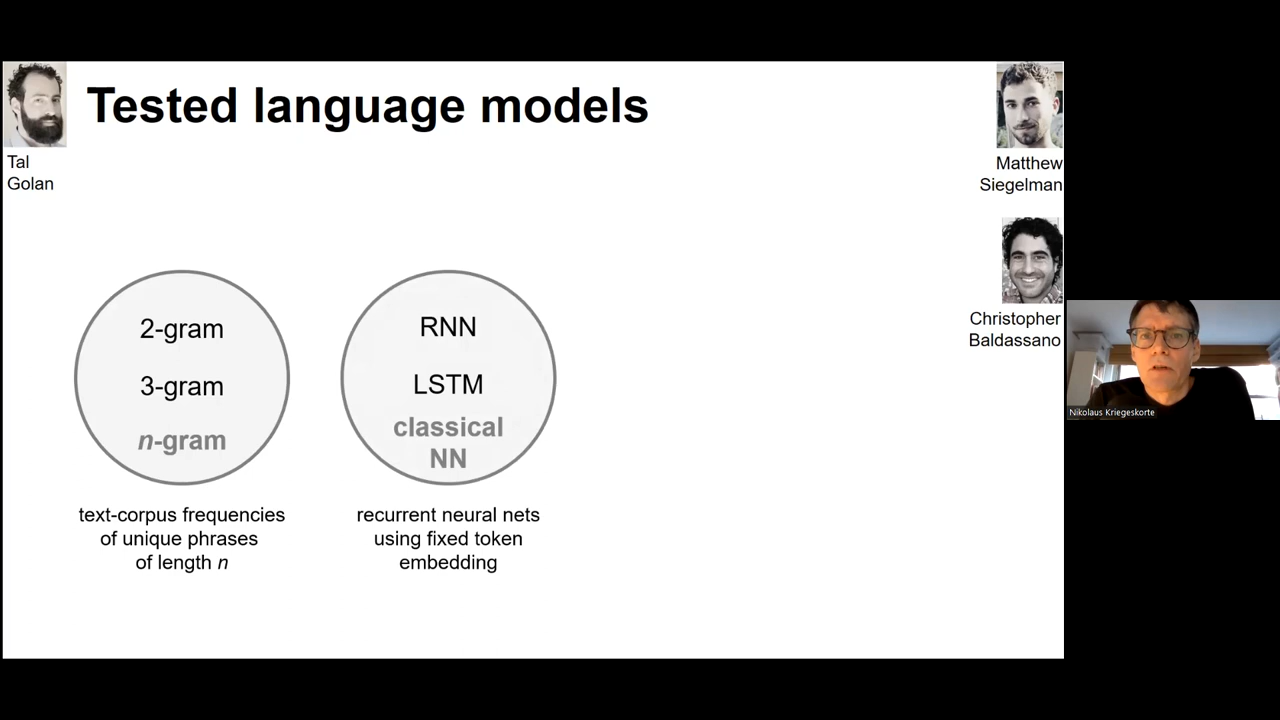 Tested language models
Tal
Golan
Matthew
Siegelman
Christopher
Baldassano
2-gram
3-gram
n-gram
text-corpus frequencies
of unique phrases
of length n
RNN
LSTM
classical
NN
recurrent neural nets
using fixed token
embedding
Nikolaus Kriegeskorte